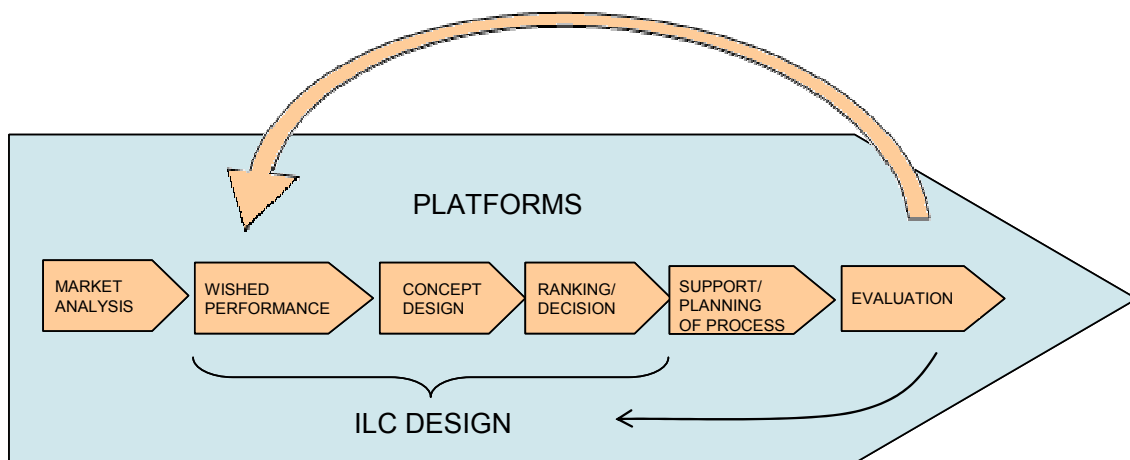 PLATFORMS
MARKET
ANALYSIS
WISHED
PERFORMANCE
CONCEPT
DESIGN
RANKING/
DECISION
SUPPORT/
PLANNING
OF PROCESS
EVALUATION
ILC DESIGN